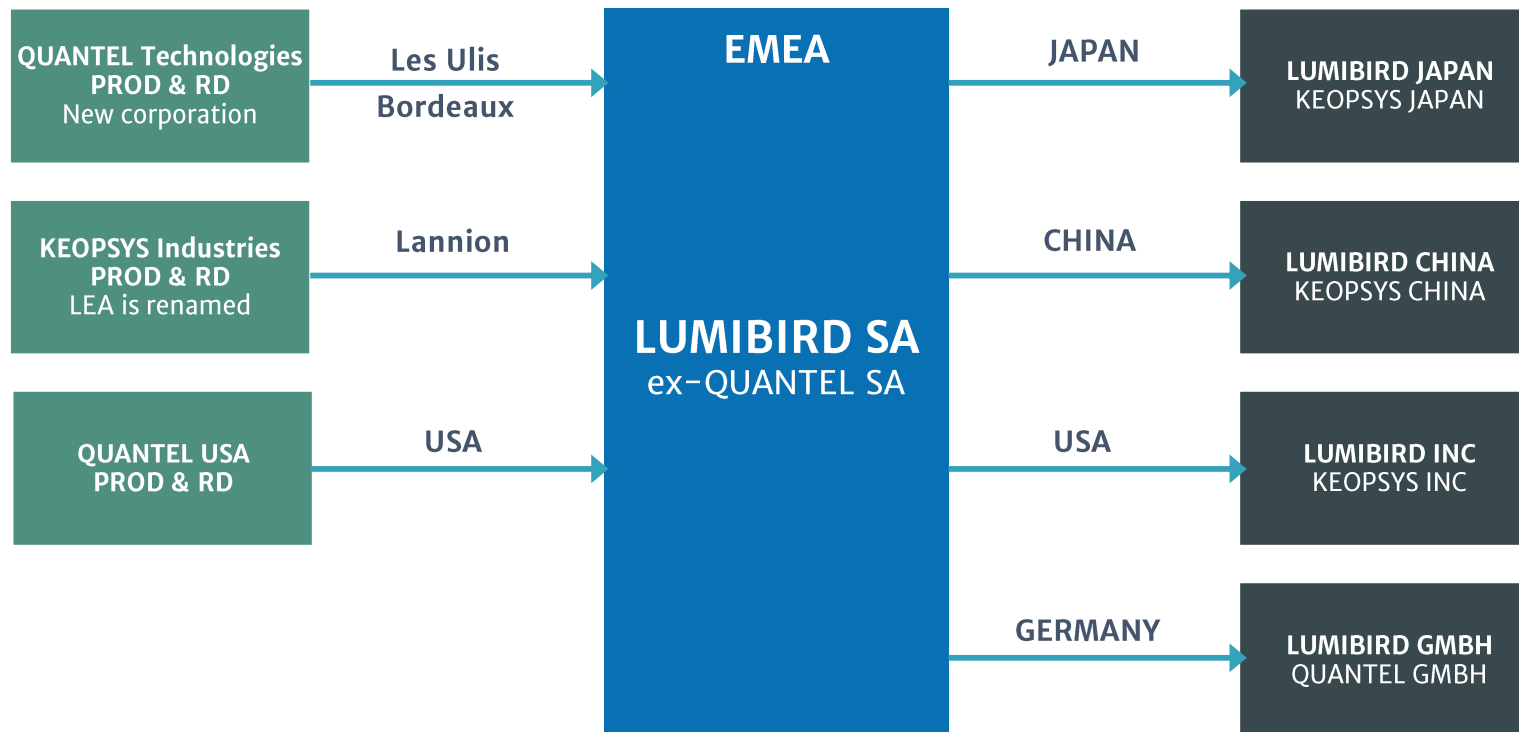 QUANTEL Technologies
PROD & RD
New corporation
Les Ulis
Bordeaux
KEOPSYS Industries
PROD & RD
LEA is renamed
Lannion
QUANTEL USA
PROD & RD
USA
EMEA
LUMIBIRD SA
ex-QUANTEL SA
JAPAN
LUMIBIRD JAPAN
KEOPSYS JAPAN
CHINA
LUMIBIRD CHINA
KEOPSYS CHINA
USA
LUMIBIRD INC
KEOPSYS INC
GERMANY
LUMIBIRD GMBH
QUANTEL GMBH